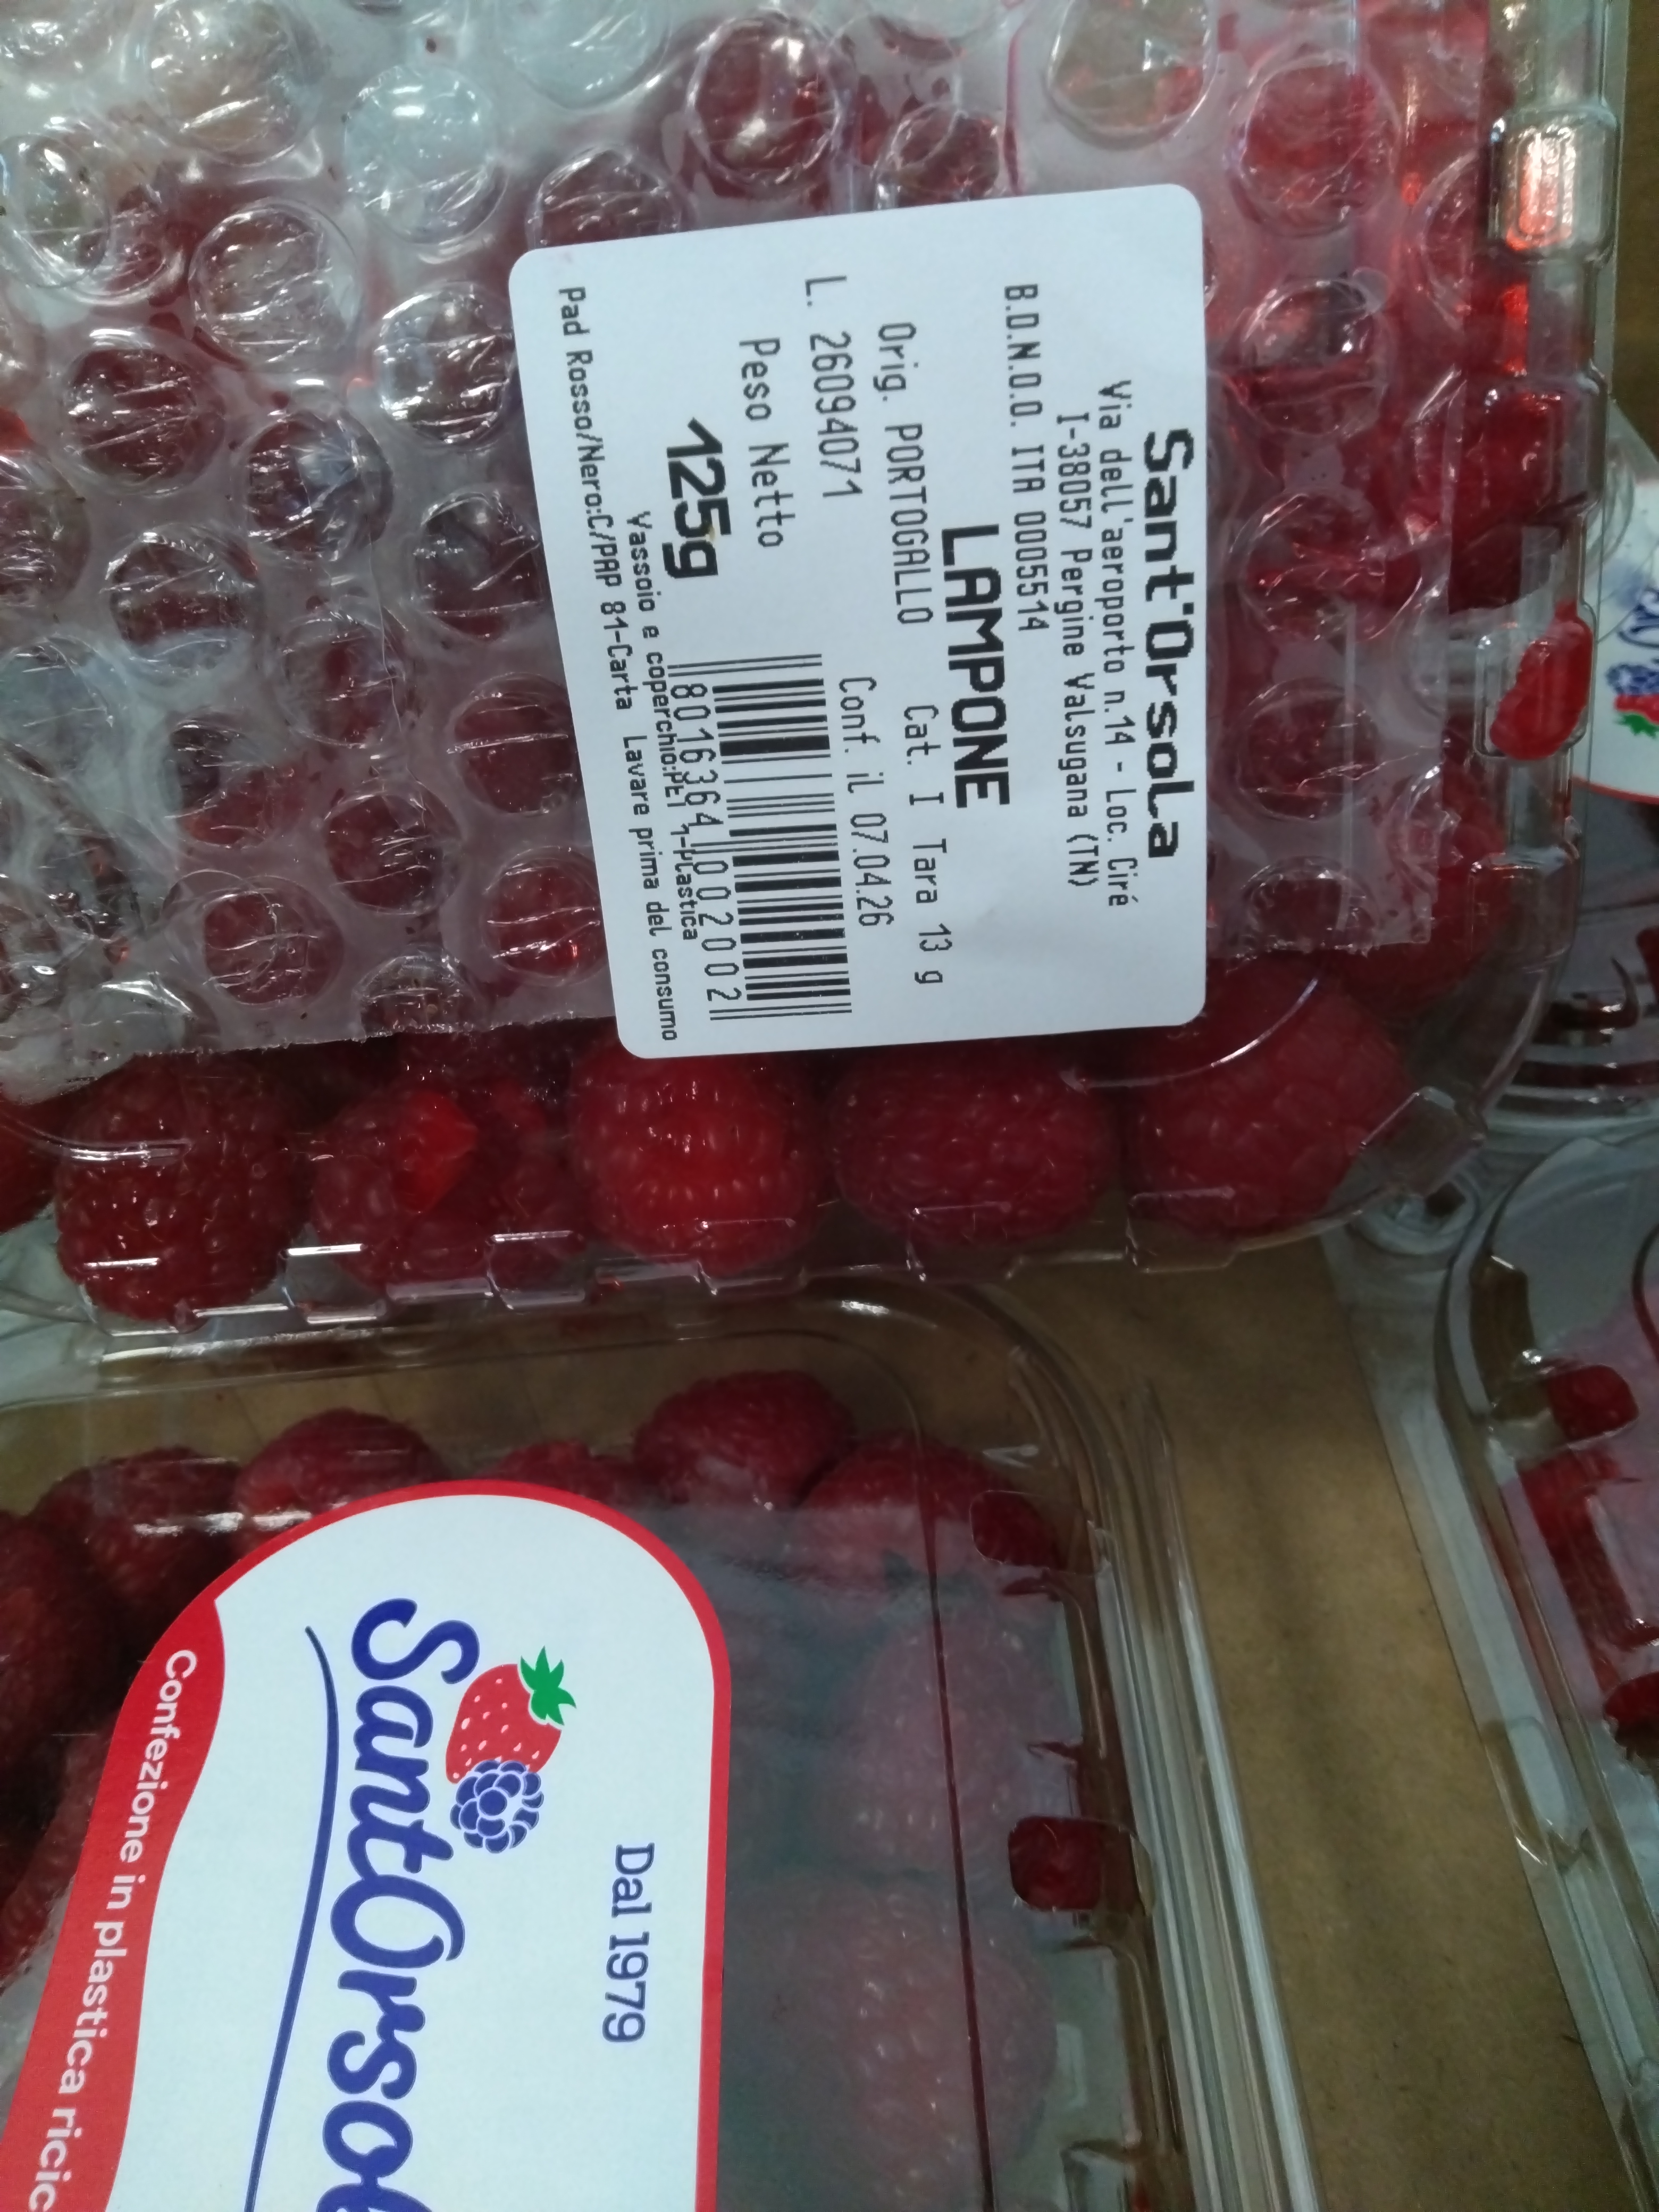 Sant'Orsola
Via dell'aeroporto n.14 - Loc. Ciré
I-38057 Pergine Valsugana (TN)
B.D.N.O.O. ITA 0005514
LAMPONE
Orig. PORTOGALLO Cat. I Tara 13 g
L. 26094071 Conf. il 07.04.26
Peso Netto
125g
8016364002002
Vassoio e coperchio:PET 1-Plastica
Pad Rosso/Nero:C/PAP 81-Carta Lavare prima del consumo
Dal 1979
Sant'Orsol
Confezione in plastica ricic